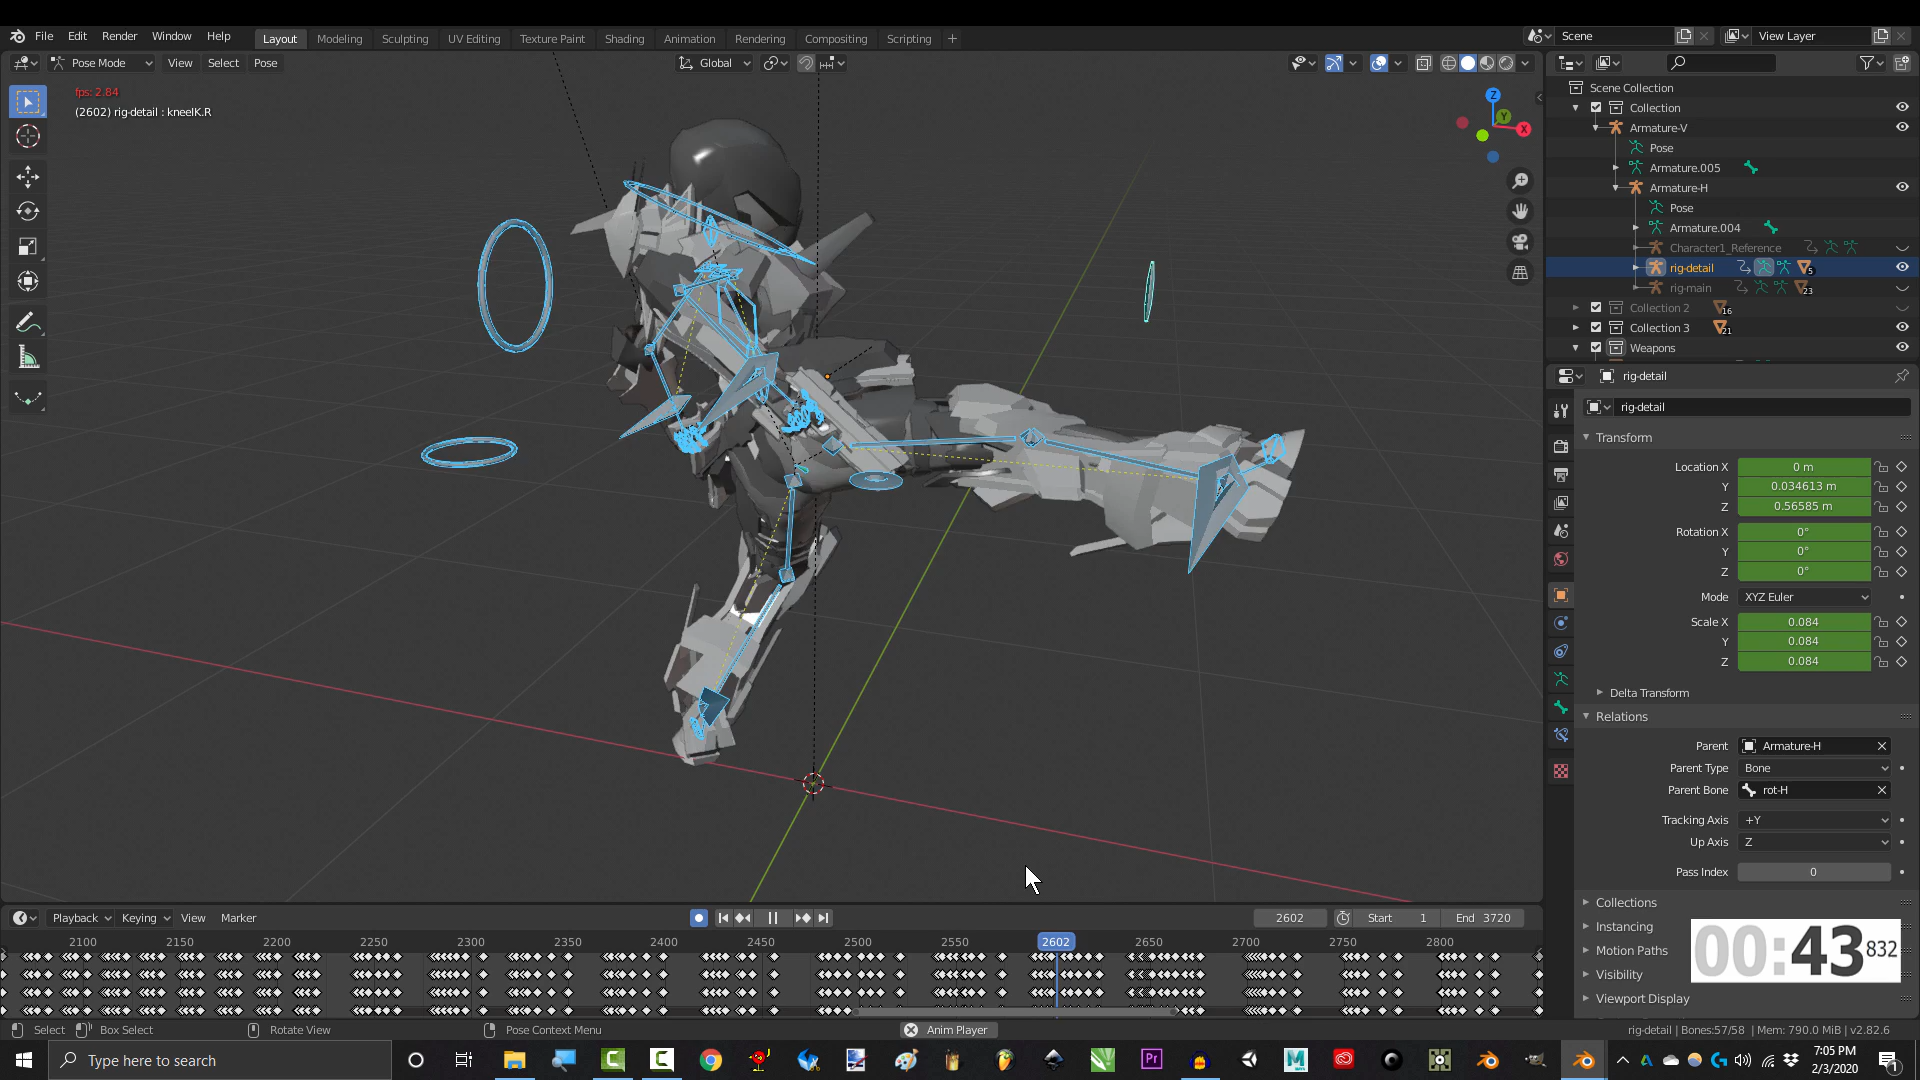 File Edit Render Window Help
Layout Modeling Sculpting UV Editing Texture Paint Shading Animation Rendering Compositing Scripting +
Scene
View Layer
Pose Mode View Select Pose
Global
fps: 2.84
(2602) rig-detail : kneeIK.R
Z
Y
X
Scene Collection
Collection
Armature-V
Pose
Armature.005
Armature-H
Pose
Armature.004
Character1_Reference
rig-detail 5
rig-main 23
Collection 2 16
Collection 3 21
Weapons
rig-detail
rig-detail
Transform
Location X 0 m
Y 0.034613 m
Z 0.56585 m
Rotation X 0°
Y 0°
Z 0°
Mode XYZ Euler
Scale X 0.084
Y 0.084
Z 0.084
Delta Transform
Relations
Parent Armature-H
Parent Type Bone
Parent Bone rot-H
Tracking Axis +Y
Up Axis Z
Pass Index 0
Collections
Instancing
Motion Paths
Visibility
Viewport Display
00:43 832
Playback Keying View Marker
2602 Start 1 End 3720
2100 2150 2200 2250 2300 2350 2400 2450 2500 2550 2602 2650 2700 2750 2800
Select Box Select Rotate View Pose Context Menu Anim Player
rig-detail | Bones:57/58 | Mem: 790.0 MiB | v2.82.6
Type here to search
Pr
M
7:05 PM
2/3/2020
1